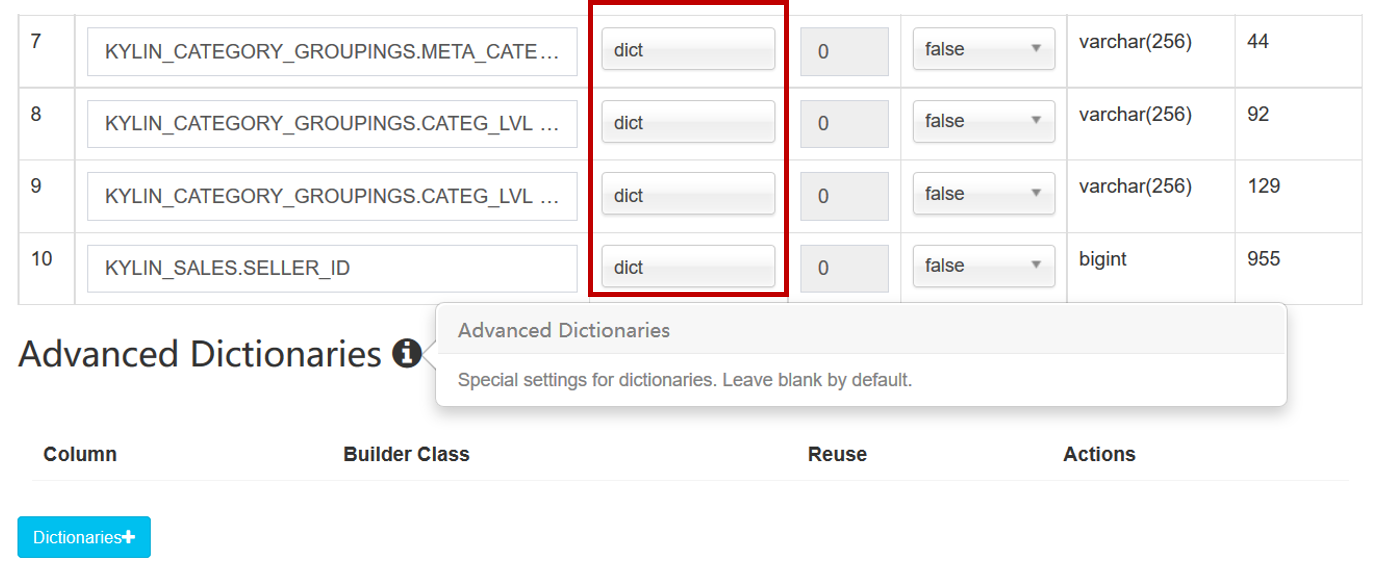 7 KYLIN_CATEGORY_GROUPINGS.META_CATE... dict 0 false varchar(256) 44
8 KYLIN_CATEGORY_GROUPINGS.CATEG_LVL ... dict 0 false varchar(256) 92
9 KYLIN_CATEGORY_GROUPINGS.CATEG_LVL ... dict 0 false varchar(256) 129
10 KYLIN_SALES.SELLER_ID dict 0 false bigint 955
Advanced Dictionaries
Advanced Dictionaries
Special settings for dictionaries. Leave blank by default.
Column Builder Class Reuse Actions
Dictionaries+